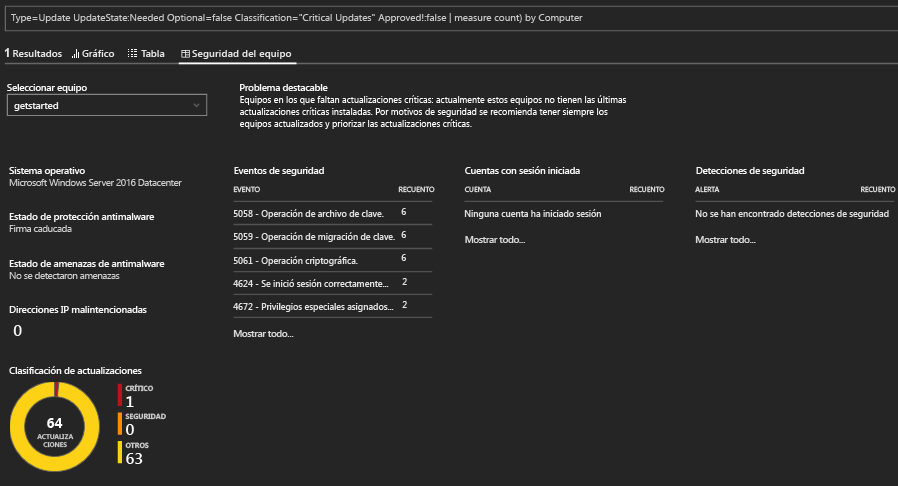 Type=Update UpdateState:Needed Optional=false Classification="Critical Updates" Approved!:false | measure count) by Computer
1 Resultados Gráfico Tabla Seguridad del equipo
Seleccionar equipo
getstarted
Problema destacable
Equipos en los que faltan actualizaciones críticas: actualmente estos equipos no tienen las últimas
actualizaciones críticas instaladas. Por motivos de seguridad se recomienda tener siempre los
equipos actualizados y priorizar las actualizaciones críticas.
Sistema operativo
Microsoft Windows Server 2016 Datacenter
Estado de protección antimalware
Firma caducada
Estado de amenazas de antimalware
No se detectaron amenazas
Direcciones IP malintencionadas
0
Eventos de seguridad
EVENTO RECUENTO
5058 - Operación de archivo de clave. 6
5059 - Operación de migración de clave. 6
5061 - Operación criptográfica. 6
4624 - Se inició sesión correctamente... 2
4672 - Privilegios especiales asignados... 2
Mostrar todo...
Cuentas con sesión iniciada
CUENTA RECUENTO
Ninguna cuenta ha iniciado sesión
Mostrar todo...
Detecciones de seguridad
ALERTA RECUENTO
No se han encontrado detecciones de seguridad
Mostrar todo...
Clasificación de actualizaciones
64
ACTUALIZA
CIONES
CRÍTICO
1
SEGURIDAD
0
OTROS
63